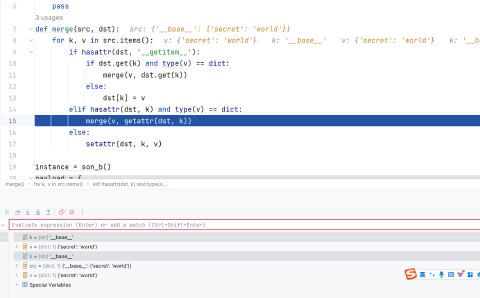 6 pass
3 usages
7 def merge(src, dst): src: {'__base__': {'secret': 'world'}}
8 for k, v in src.items(): v: {'secret': 'world'} k: '__base__' v: {'secret': 'world'} k: '__bas
9 if hasattr(dst, '__getitem__'):
10 if dst.get(k) and type(v) == dict:
11 merge(v, dst.get(k))
12 else:
13 dst[k] = v
14 elif hasattr(dst, k) and type(v) == dict:
15 merge(v, getattr(dst, k))
16 else:
17 setattr(dst, k, v)
18
19 instance = son_b()
20 payload = {
merge() › for k, v in src.items() › elif hasattr(dst, k) and type(v...
Evaluate expression (Enter) or add a watch (Ctrl+Shift+Enter)
k = {str} '__base__'
v = {dict: 1} {'secret': 'world'}
k = {str} '__base__'
src = {dict: 1} {'__base__': {'secret': 'world'}}
v = {dict: 1} {'secret': 'world'}
Special Variables
S 英